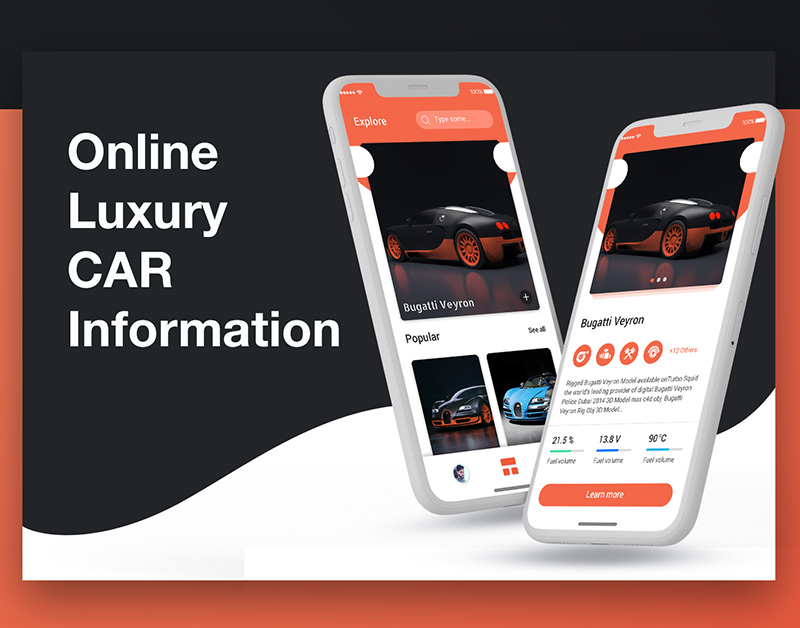 Online
Luxury
CAR
Information
100%
Explore
Type some...
Bugatti Veyron
Popular
See all
100%
Bugatti Veyron
+12 Others
Rigged Bugatti Veyron Model available onTurbo Squid
the world's leading provider of digital Bugatti Veyron
Police Dubai 2014 3D Model max c4d obj Bugatti
Veyron Rig Obj 3D Model...
21.5 %
13.8 V
90°C
Fuel volume
Fuel volume
Fuel volume
Learn more